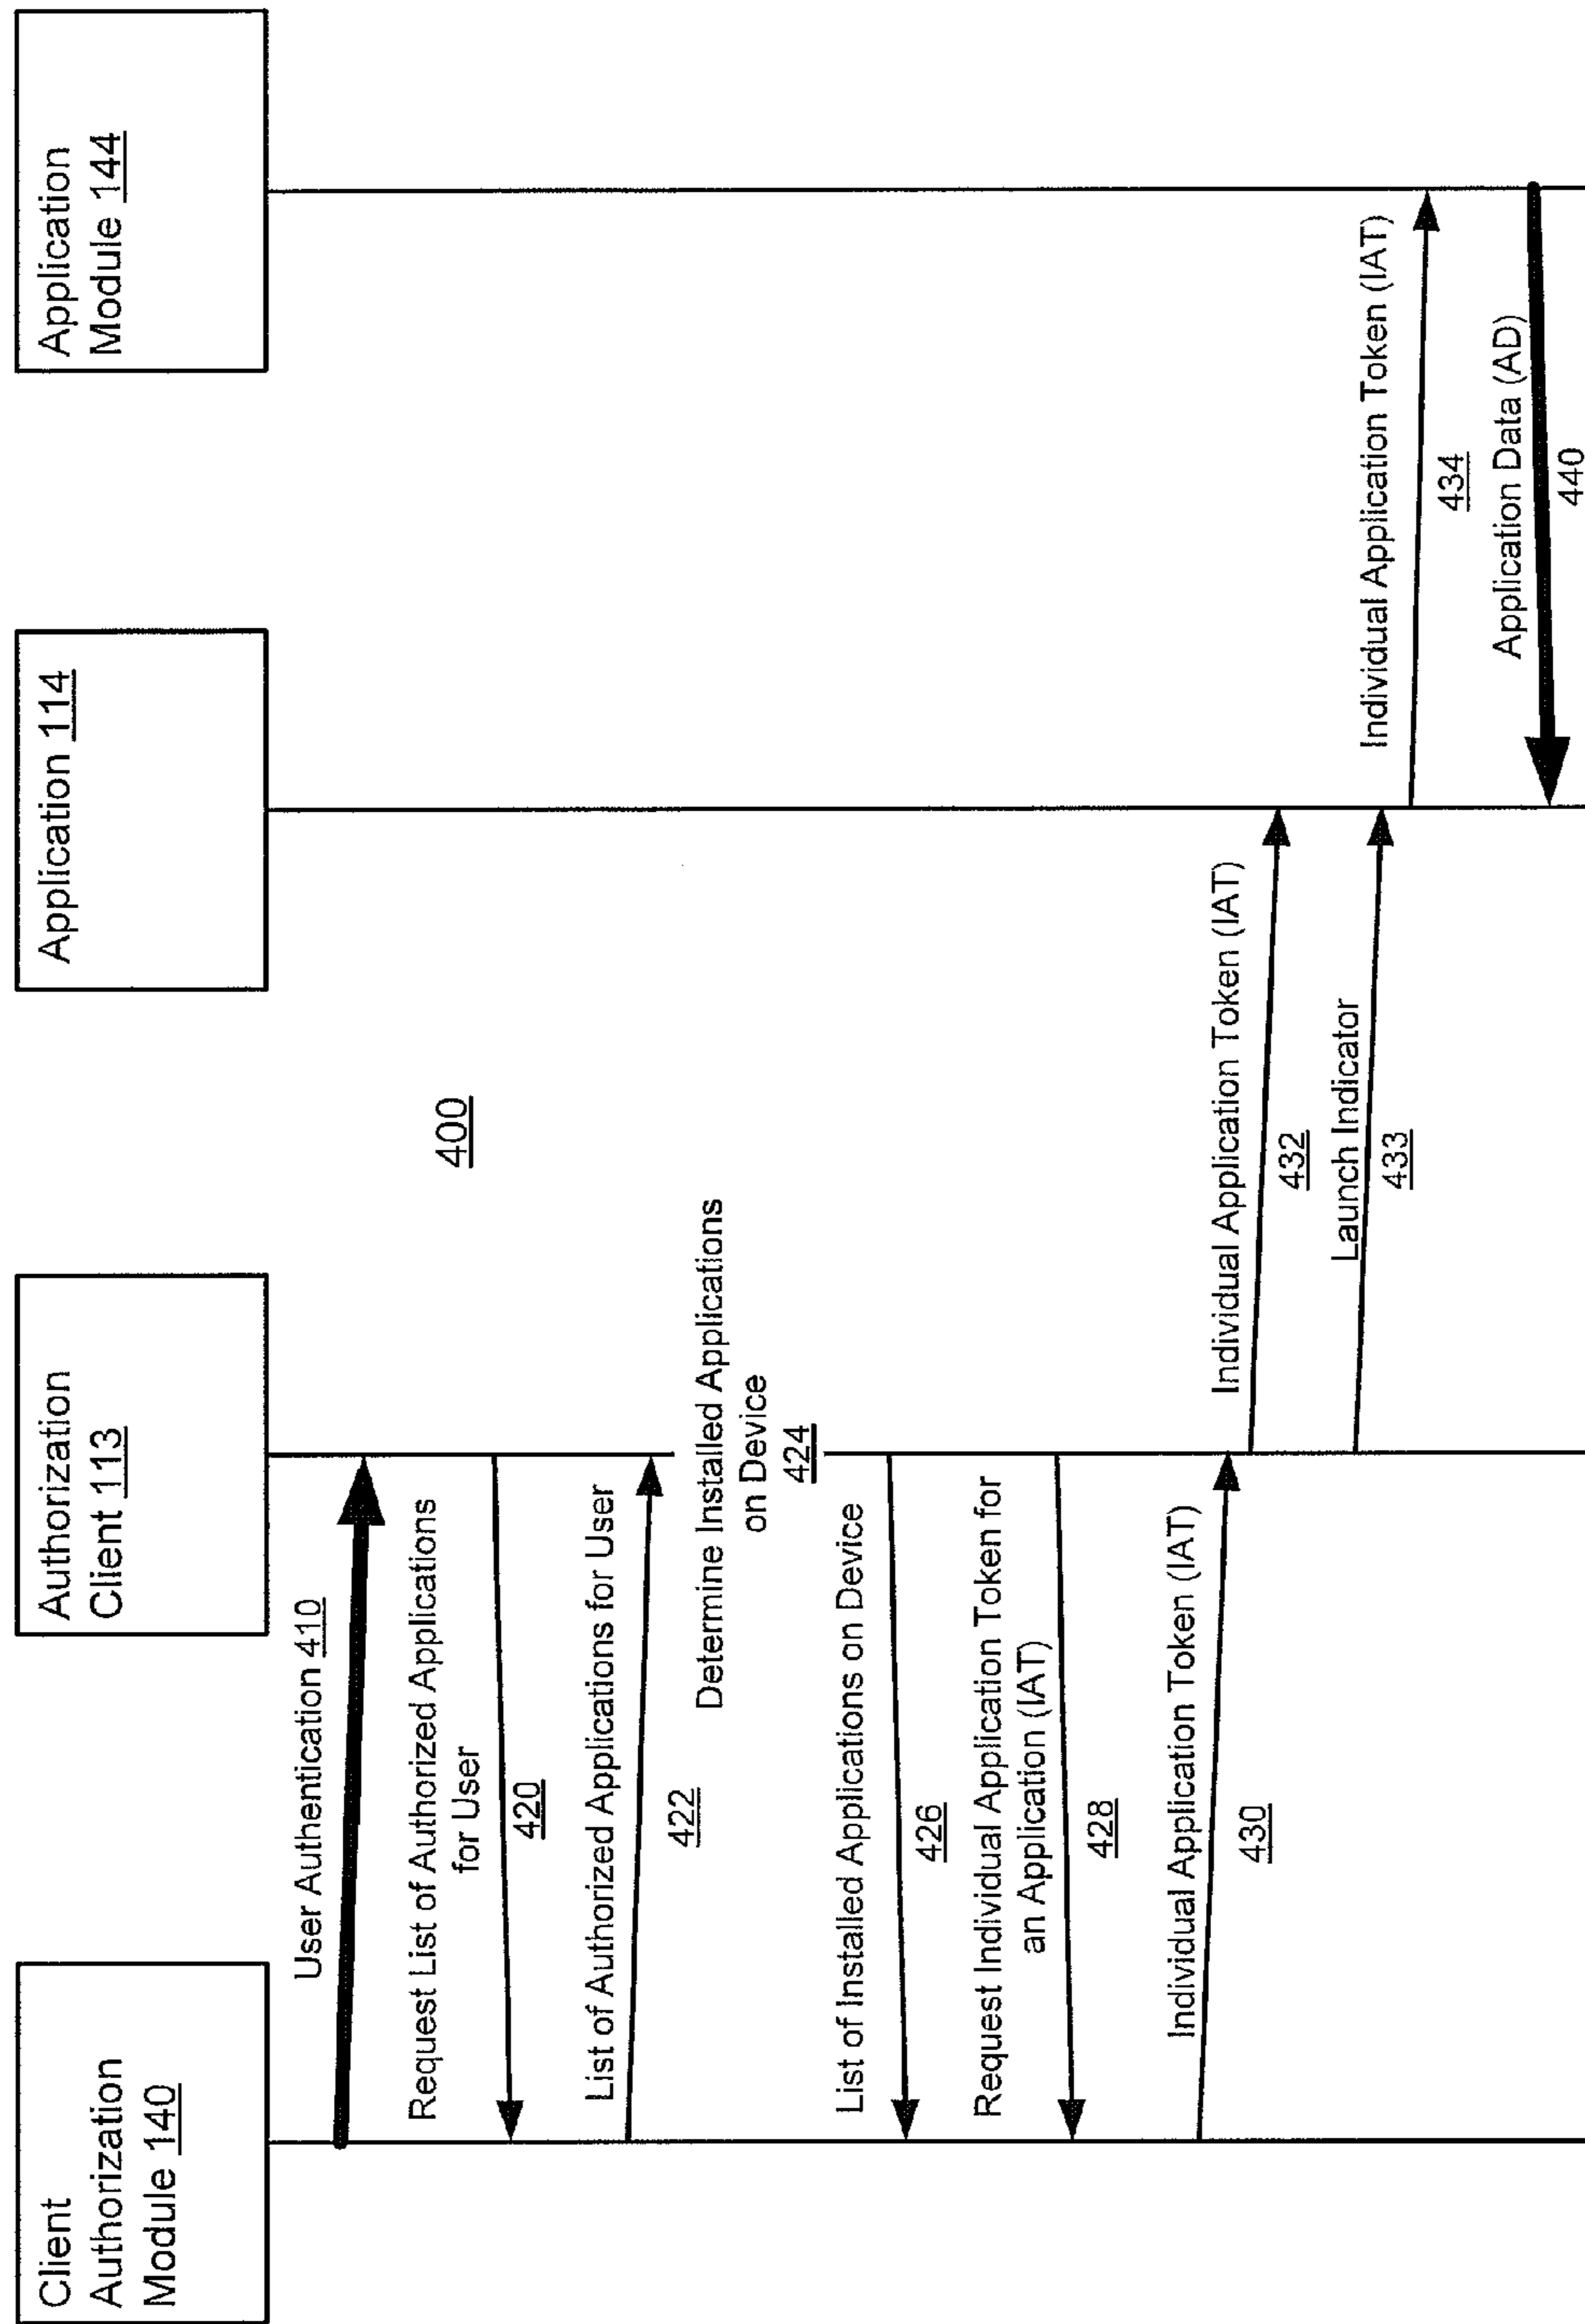 Client
Authorization
Module 140
Authorization
Client 113
Application 114
Application
Module 144
400
User Authentication 410
Request List of Authorized Applications
for User
420
List of Authorized Applications for User
422
Determine Installed Applications
on Device
424
List of Installed Applications on Device
426
Request Individual Application Token for
an Application (IAT)
428
Individual Application Token (IAT)
430
Individual Application Token (IAT)
432
Launch Indicator
433
Individual Application Token (IAT)
434
Application Data (AD)
440